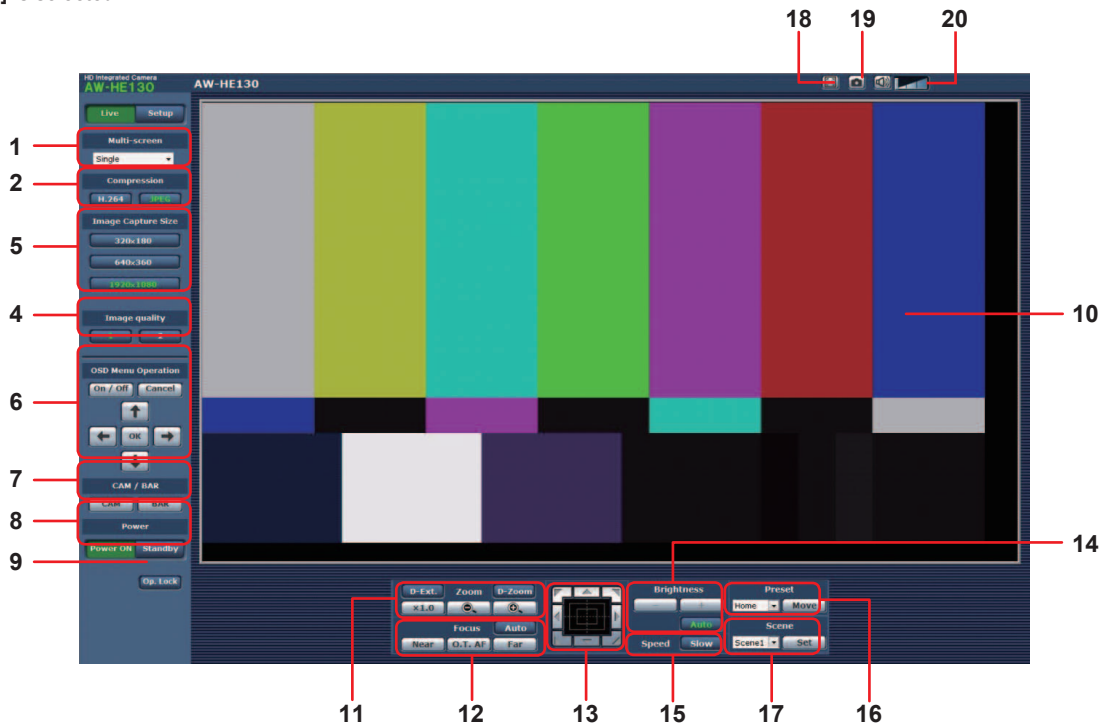 18 19 20
HD Integrated Camera
AW-HE130
AW-HE130
Live Setup
1
Multi-screen
Single
2
Compression
H.264 JPEG
5
Image Capture Size
320x180
640x360
1920x1080
4
Image quality
10
6
OSD Menu Operation
On / Off Cancel
OK
7
CAM / BAR
CAM BAR
8
Power
Power ON Standby
9
Op. Lock
14
D-Ext. Zoom D-Zoom
x1.0
Focus Auto
Near O.T. AF Far
Brightness
- +
Auto
Speed Slow
Preset
Home Move
Scene
Scene1 Set
11 12 13 15 17 16